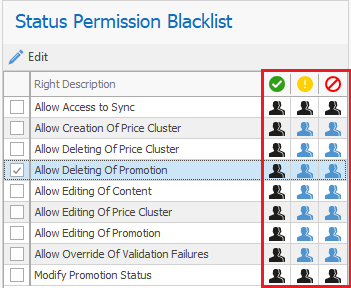 Status Permission Blacklist
Edit
Right Description
Allow Access to Sync
Allow Creation Of Price Cluster
Allow Deleting Of Price Cluster
Allow Deleting Of Promotion
Allow Editing Of Content
Allow Editing Of Price Cluster
Allow Editing Of Promotion
Allow Override Of Validation Failures
Modify Promotion Status